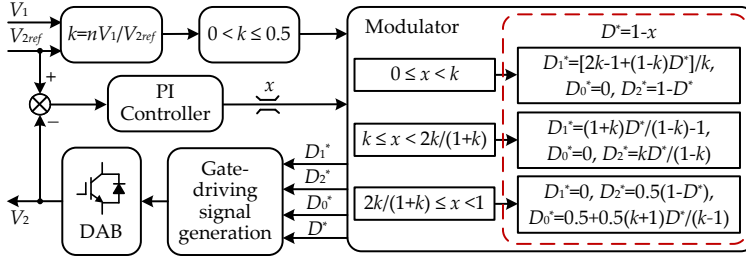 V1
V2ref
k=nV1/V2ref
0 < k ≤ 0.5
Modulator
D*=1-x
+
−
PI
Controller
x
0 ≤ x < k
D1*=[2k-1+(1-k)D*]/k,
D0*=0, D2*=1-D*
k ≤ x < 2k/(1+k)
D1*=(1+k)D*/(1-k)-1,
D0*=0, D2*=kD*/(1-k)
2k/(1+k) ≤ x <1
D1*=0, D2*=0.5(1-D*),
D0*=0.5+0.5(k+1)D*/(k-1)
V2
DAB
Gate-
driving
signal
generation
D1*
D2*
D0*
D*